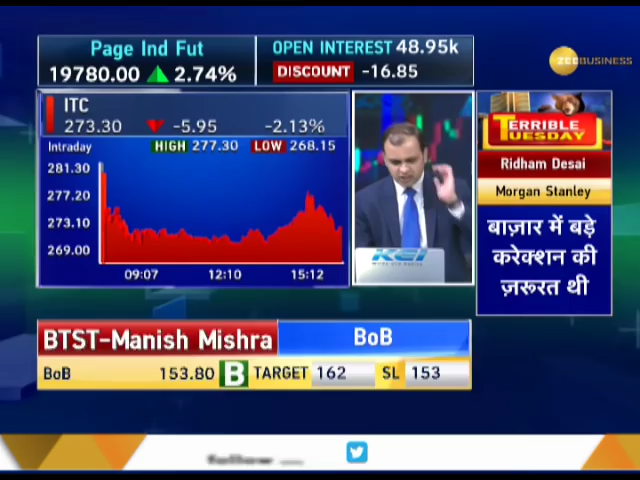 Page Ind Fut
19780.00 2.74%
OPEN INTEREST 48.95k
DISCOUNT -16.85
ZEEBUSINESS
ITC
273.30 -5.95 -2.13%
Intraday HIGH 277.30 LOW 268.15
281.30
277.20
273.10
269.00
09:07 12:10 15:12
KEI
TERRIBLE
TUESDAY
Ridham Desai
Morgan Stanley
बाज़ार में बड़े
करेक्शन की
ज़रूरत थी
BTST-Manish Mishra BoB
BoB 153.80 B TARGET 162 SL 153